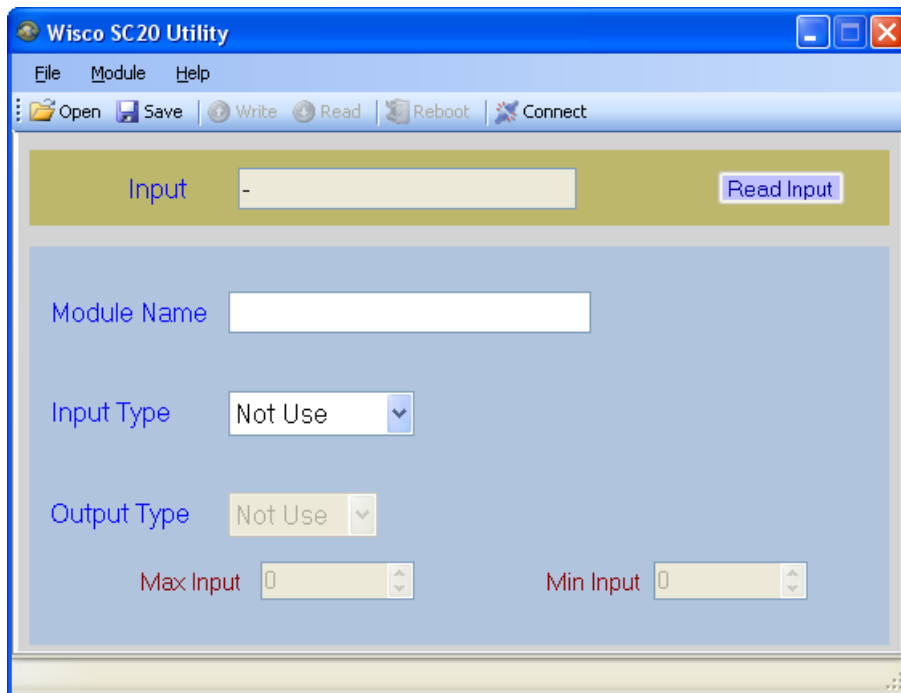 Wisco SC20 Utility
File Module Help
Open Save Write Read Reboot Connect
Input - Read Input
Module Name
Input Type Not Use
Output Type Not Use
Max Input 0 Min Input 0